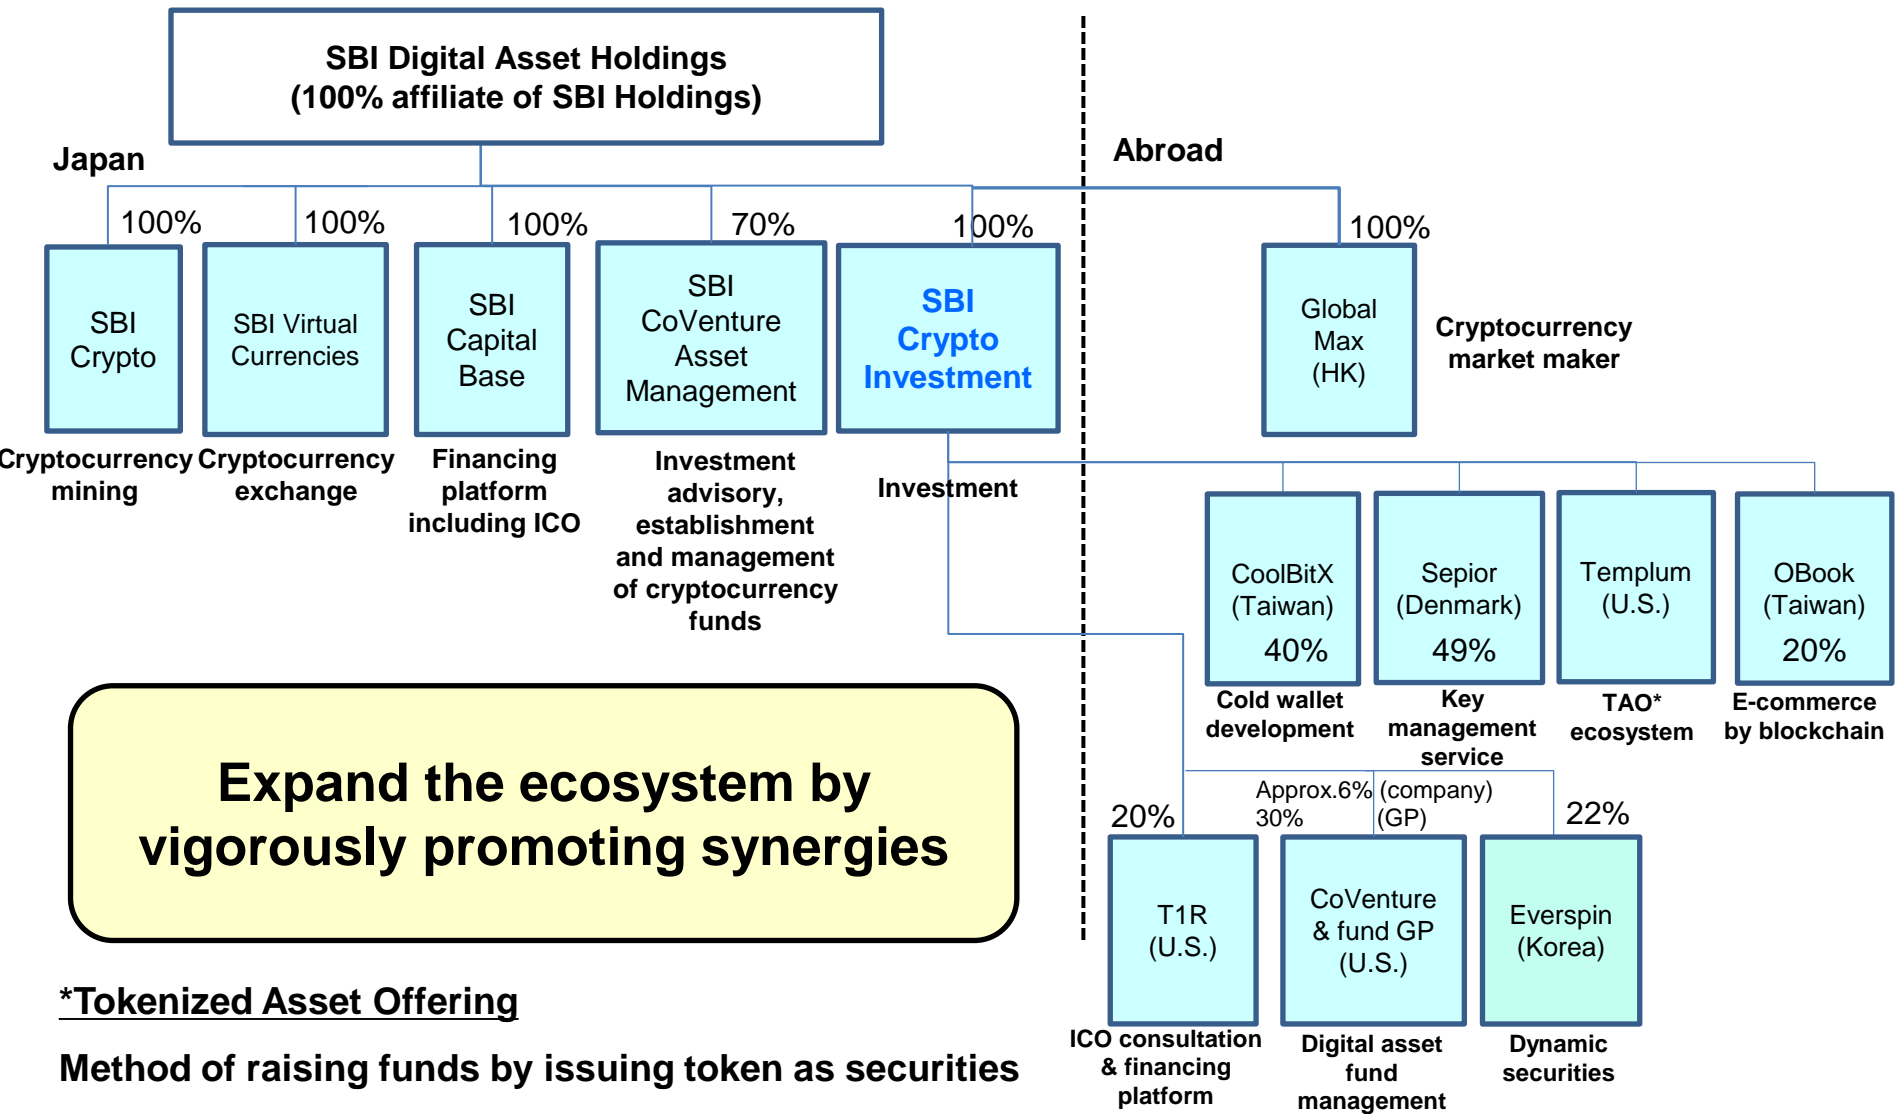 SBI Digital Asset Holdings
(100% affiliate of SBI Holdings)
Japan
Abroad
100%
100%
100%
70%
100%
100%
SBI
Crypto
SBI Virtual
Currencies
SBI
Capital
Base
SBI
CoVenture
Asset
Management
SBI
Crypto
Investment
Global
Max
(HK)
Cryptocurrency
market maker
Cryptocurrency
mining
Cryptocurrency
exchange
Financing
platform
including ICO
Investment
advisory,
establishment
and management
of cryptocurrency
funds
Investment
CoolBitX
(Taiwan)
40%
Sepior
(Denmark)
49%
Templum
(U.S.)
OBook
(Taiwan)
20%
Cold wallet
development
Key
management
service
TAO*
ecosystem
E-commerce
by blockchain
Expand the ecosystem by
vigorously promoting synergies
20%
Approx.6% (company)
30% (GP)
22%
T1R
(U.S.)
CoVenture
& fund GP
(U.S.)
Everspin
(Korea)
ICO consultation
& financing
platform
Digital asset
fund
management
Dynamic
securities
*Tokenized Asset Offering
Method of raising funds by issuing token as securities